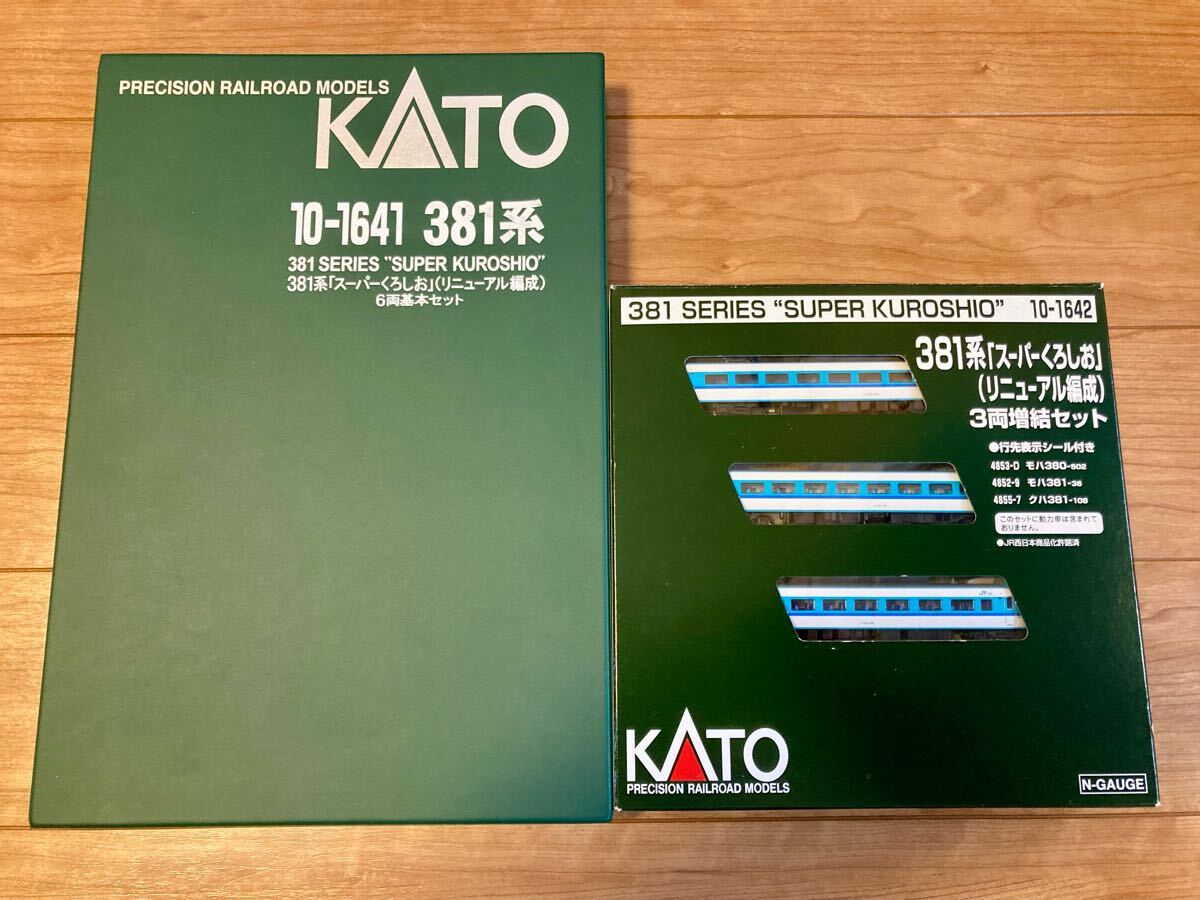 PRECISION RAILROAD MODELS
KATO
10-1641 381系
381 SERIES “SUPER KUROSHIO”
381系「スーパーくろしお」(リニューアル編成)
6両基本セット
381 SERIES “SUPER KUROSHIO” 10-1642
381系「スーパーくろしお」
(リニューアル編成)
3両増結セット
●行先表示シール付き
4853-D モハ380-502
4852-9 モハ381-36
4855-7 クハ381-108
このセットに動力車は含まれて
おりません。
●JR西日本商品化許諾済
JR
KATO
PRECISION RAILROAD MODELS
N-GAUGE